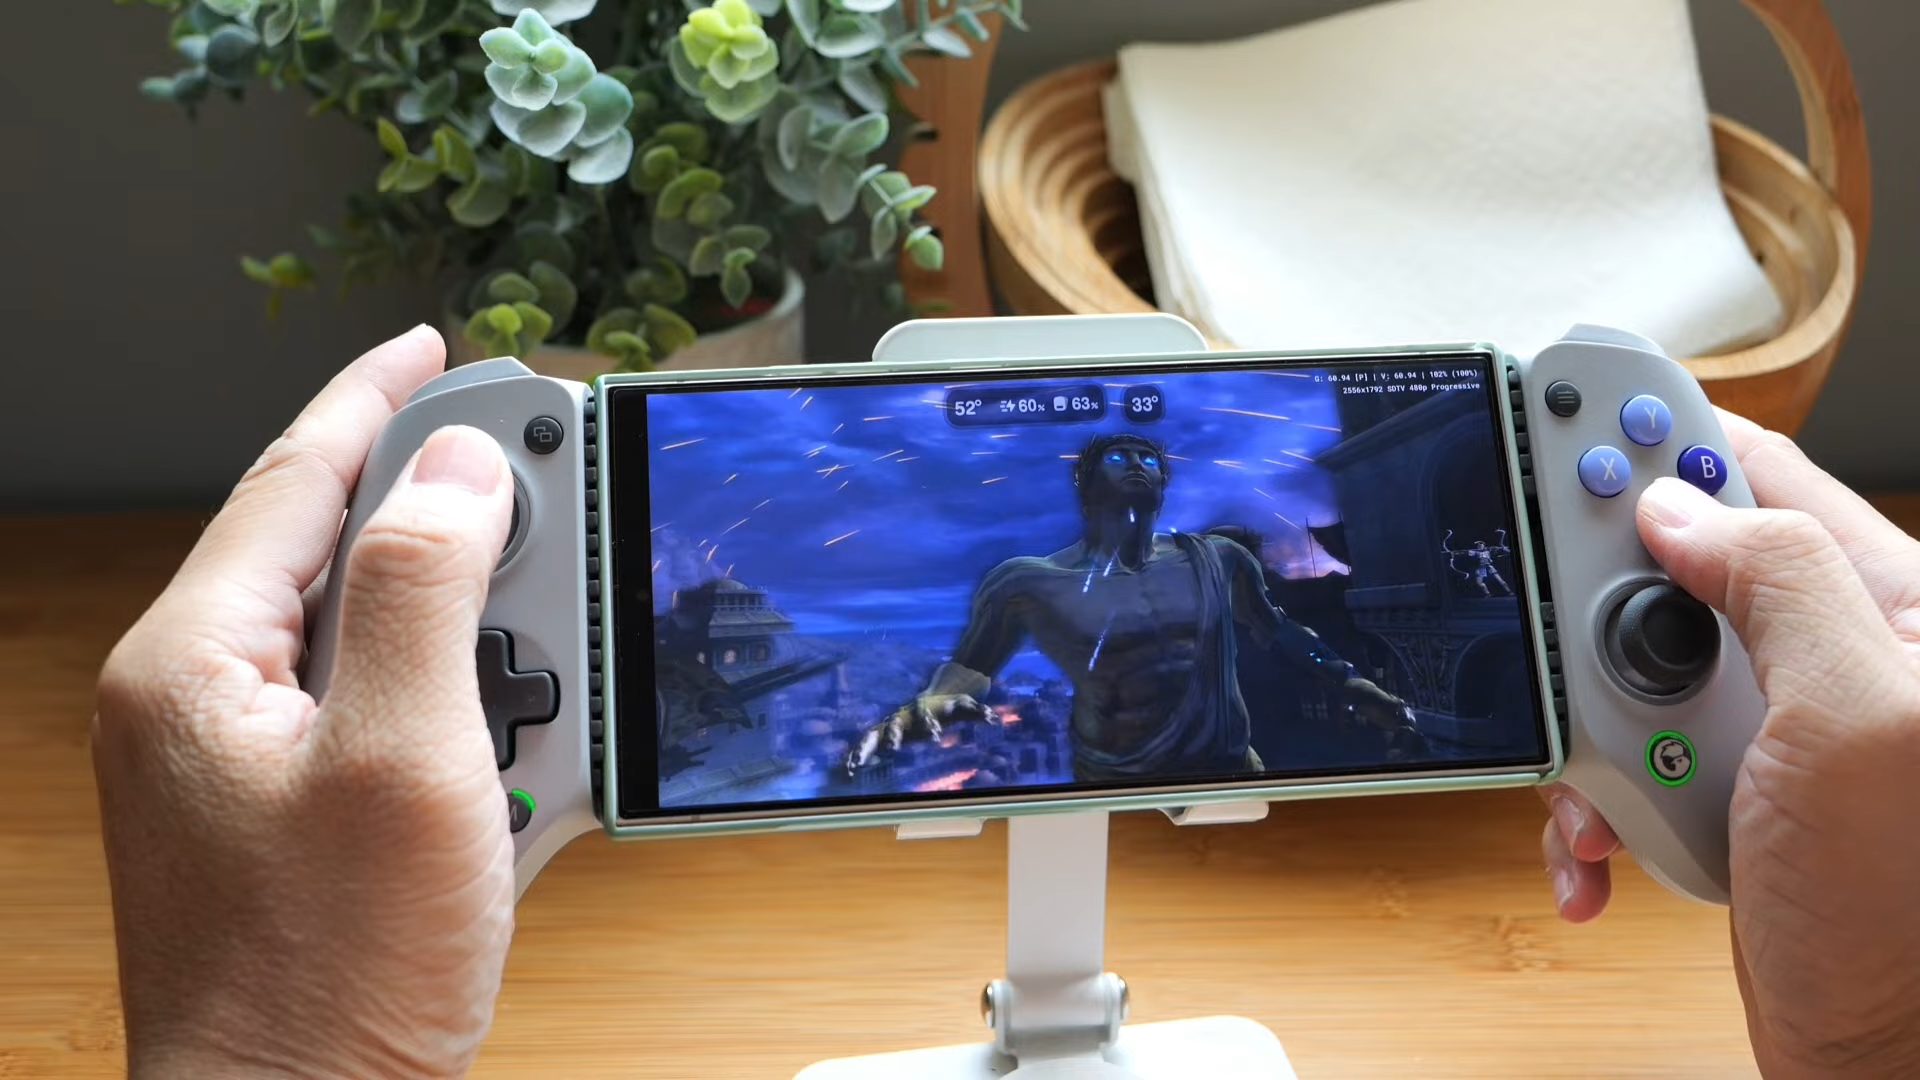 G: 60.94 [P] | V: 60.94 | 102% (100%)
2556x1792 SDTV 480p Progressive
52° 60% 63% 33°
Y
X
B
M